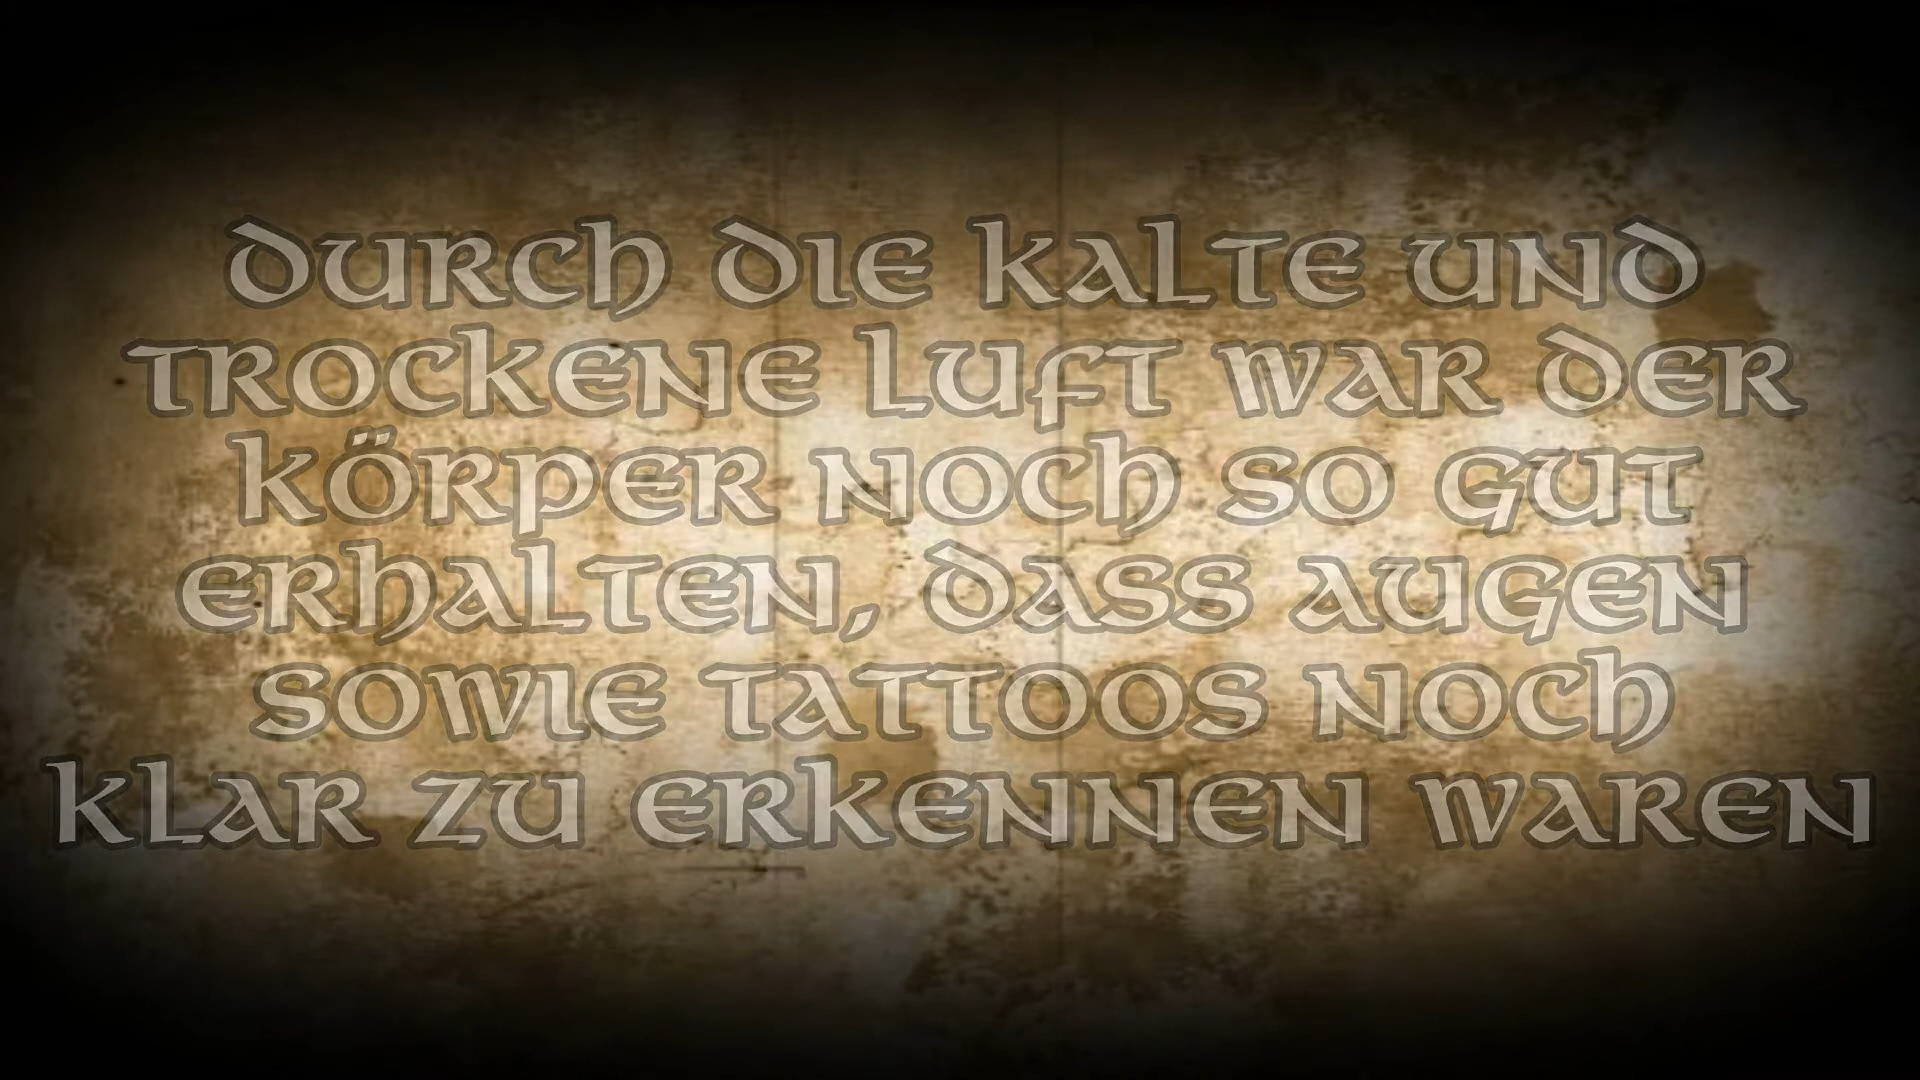 Durch die kalte und
trockene Luft war der
Körper noch so gut
erhalten, dass Augen
sowie Tattoos noch
klar zu erkennen waren